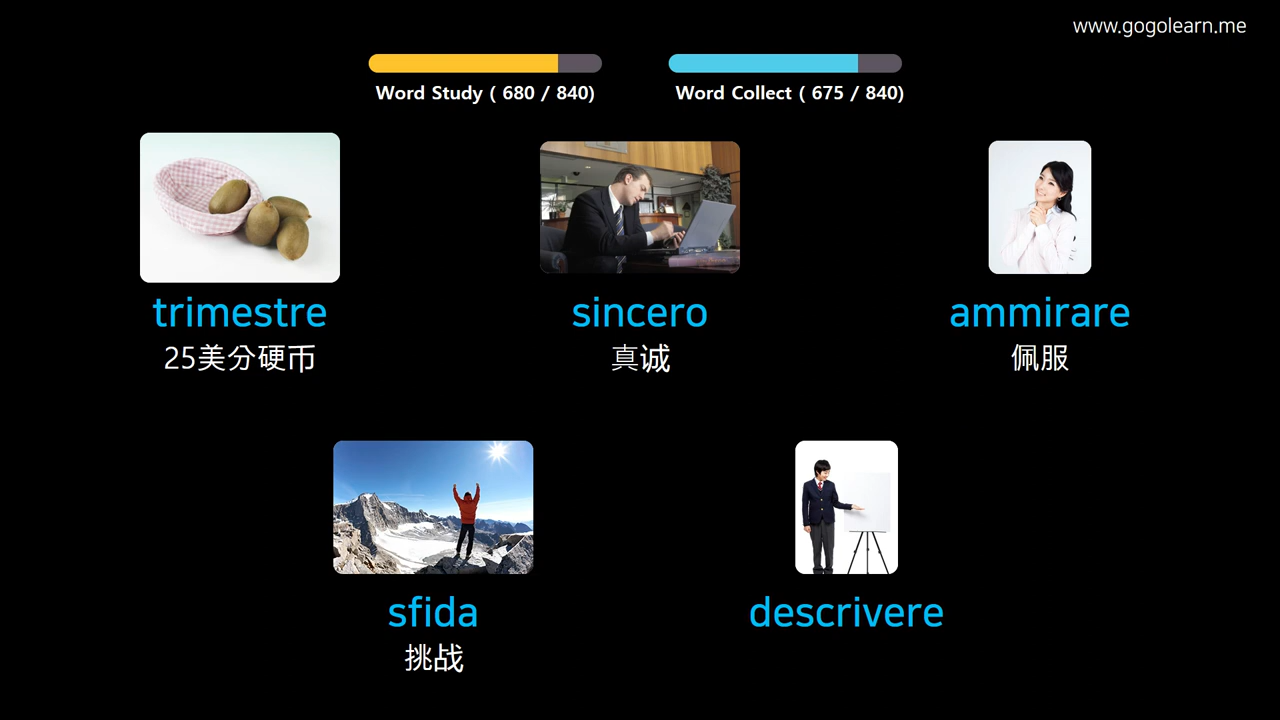 www.gogolearn.me
Word Study ( 680 / 840)
Word Collect ( 675 / 840)
trimestre
25美分硬币
sincero
真诚
ammirare
佩服
sfida
挑战
descrivere